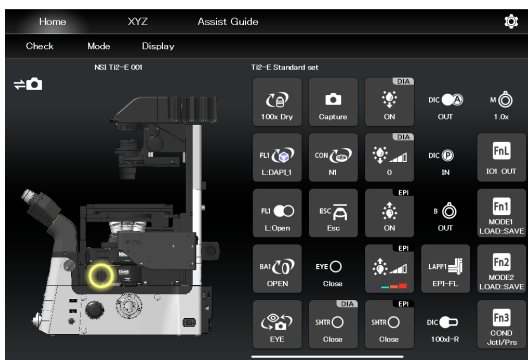 Home XYZ Assist Guide
Check Mode Display
NSI Ti2-E 001
Ti2-E Standard set
100x Dry
Capture
DIA
ON
DIC A
OUT
M
1.0x
FL1
L:DAPI_1
CON
N1
DIA
0
DIC P
IN
FnL
IO1 OUT
FL1
L:Open
ESC A
Esc
EPI
ON
B
OUT
Fn1
MODE1
LOAD:SAVE
BA1
OPEN
EYE
Close
EPI
LAPP1
EPI-FL
Fn2
MODE2
LOAD:SAVE
EYE
DIA
SHTR
Close
EPI
SHTR
Close
DIC
100xI-R
Fn3
COND
Jctl/Prs